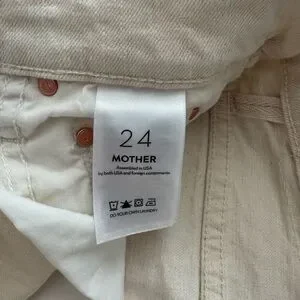 24
MOTHER
Assembled in USA
by both USA and foreign components
DO YOUR OWN LAUNDRY